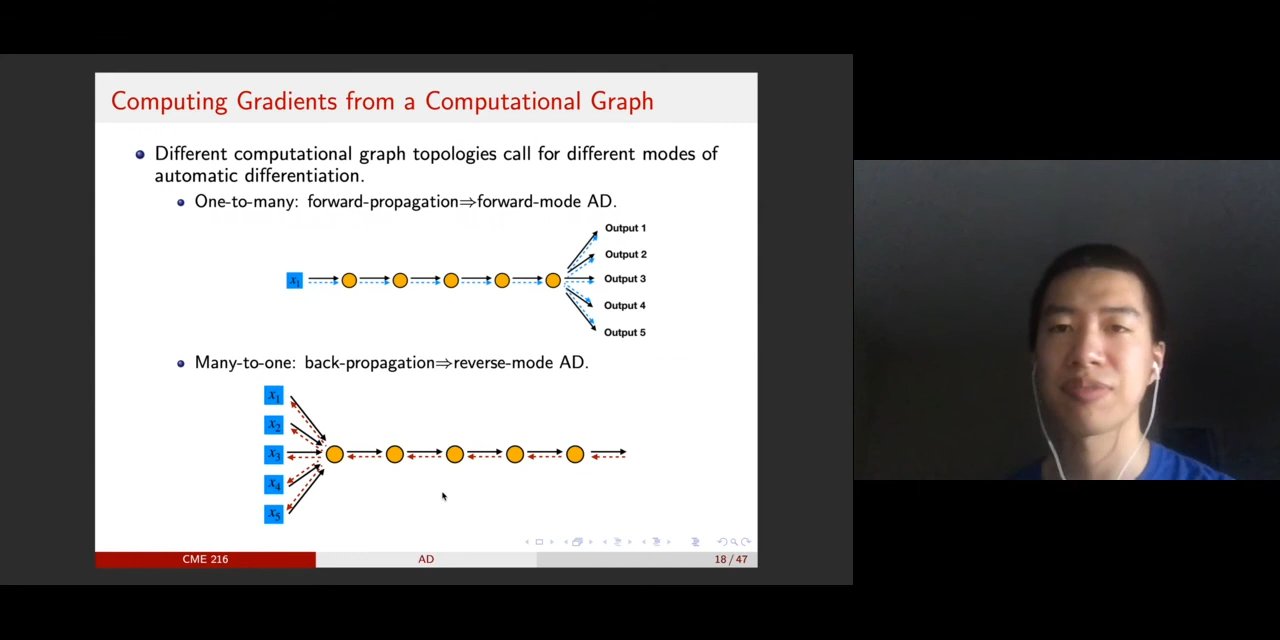 Computing Gradients from a Computational Graph
Different computational graph topologies call for different modes of
automatic differentiation.
One-to-many: forward-propagation⇒forward-mode AD.
Output 1
Output 2
x₁
Output 3
Output 4
Output 5
Many-to-one: back-propagation⇒reverse-mode AD.
x₁
x₂
x₃
x₄
x₅
CME 216
AD
18 / 47